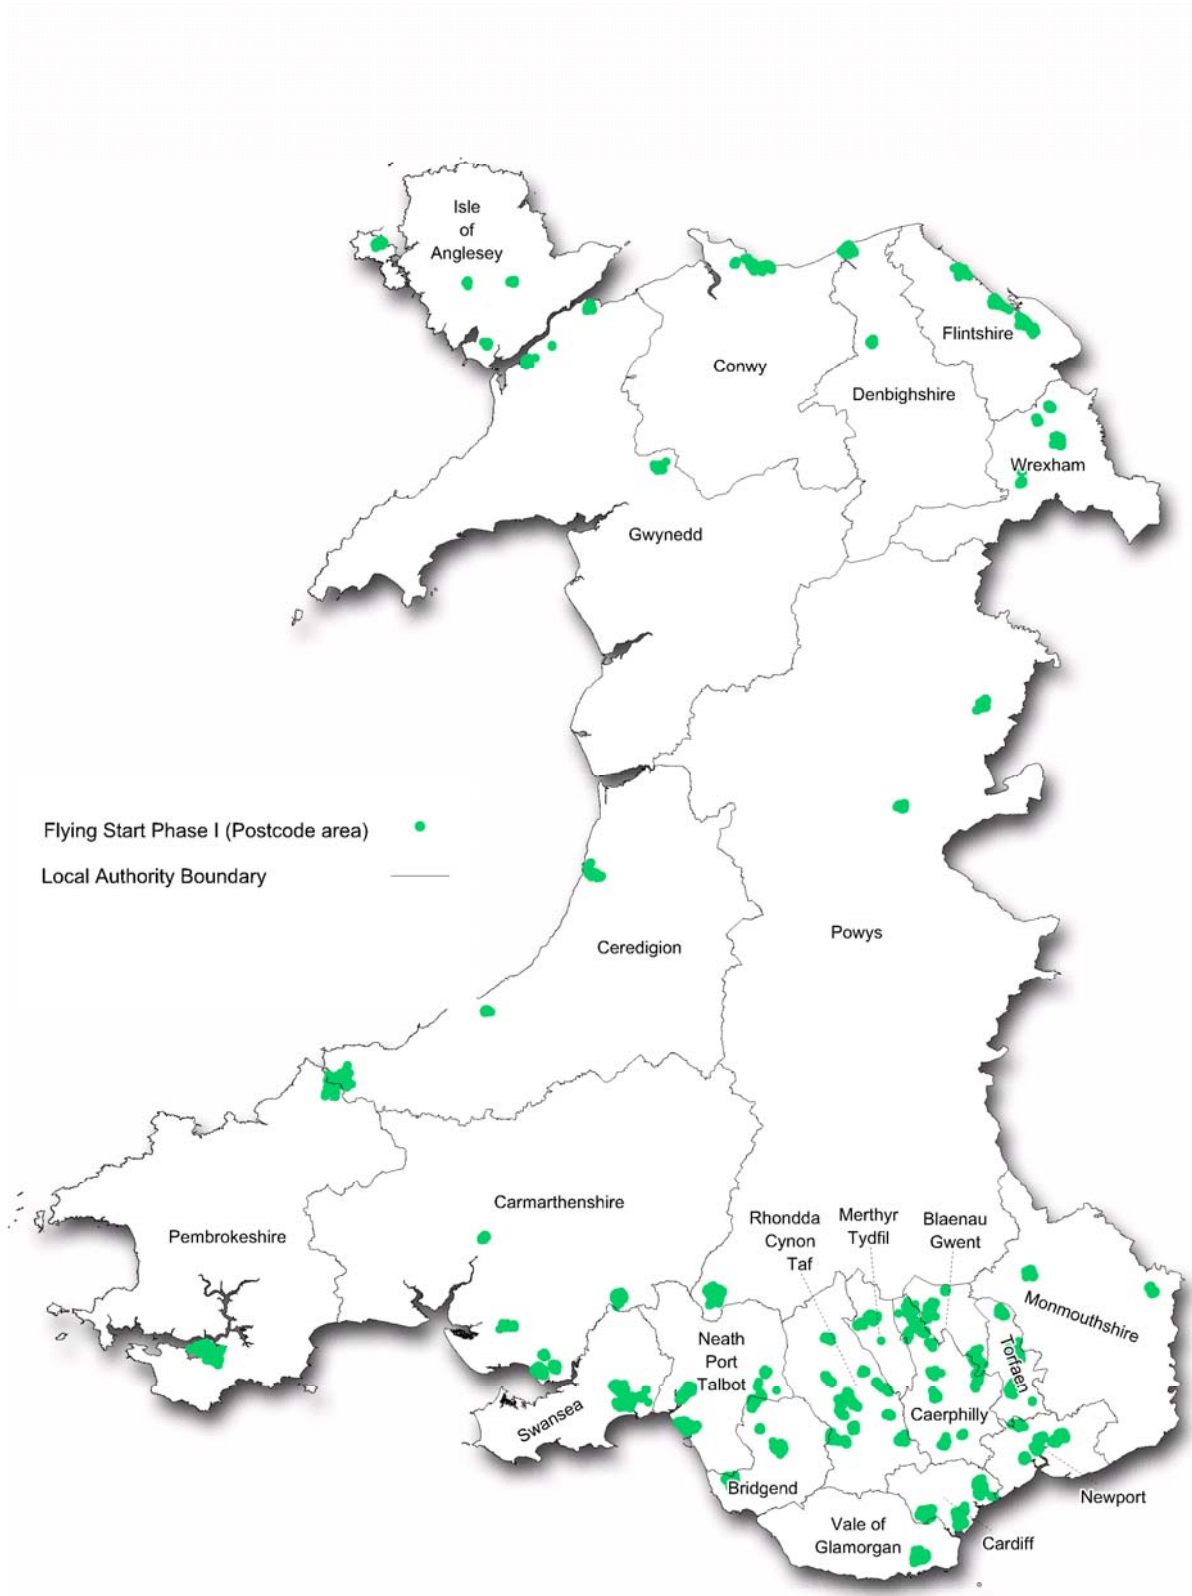 Isle
of
Anglesey
Flintshire
Conwy
Denbighshire
Wrexham
Gwynedd
Flying Start Phase I (Postcode area)
Local Authority Boundary
Powys
Ceredigion
Carmarthenshire
Pembrokeshire
Rhondda
Cynon
Taf
Merthyr
Tydfil
Blaenau
Gwent
Monmouthshire
Neath
Port
Talbot
Torfaen
Swansea
Caerphilly
Bridgend
Newport
Vale of
Glamorgan
Cardiff